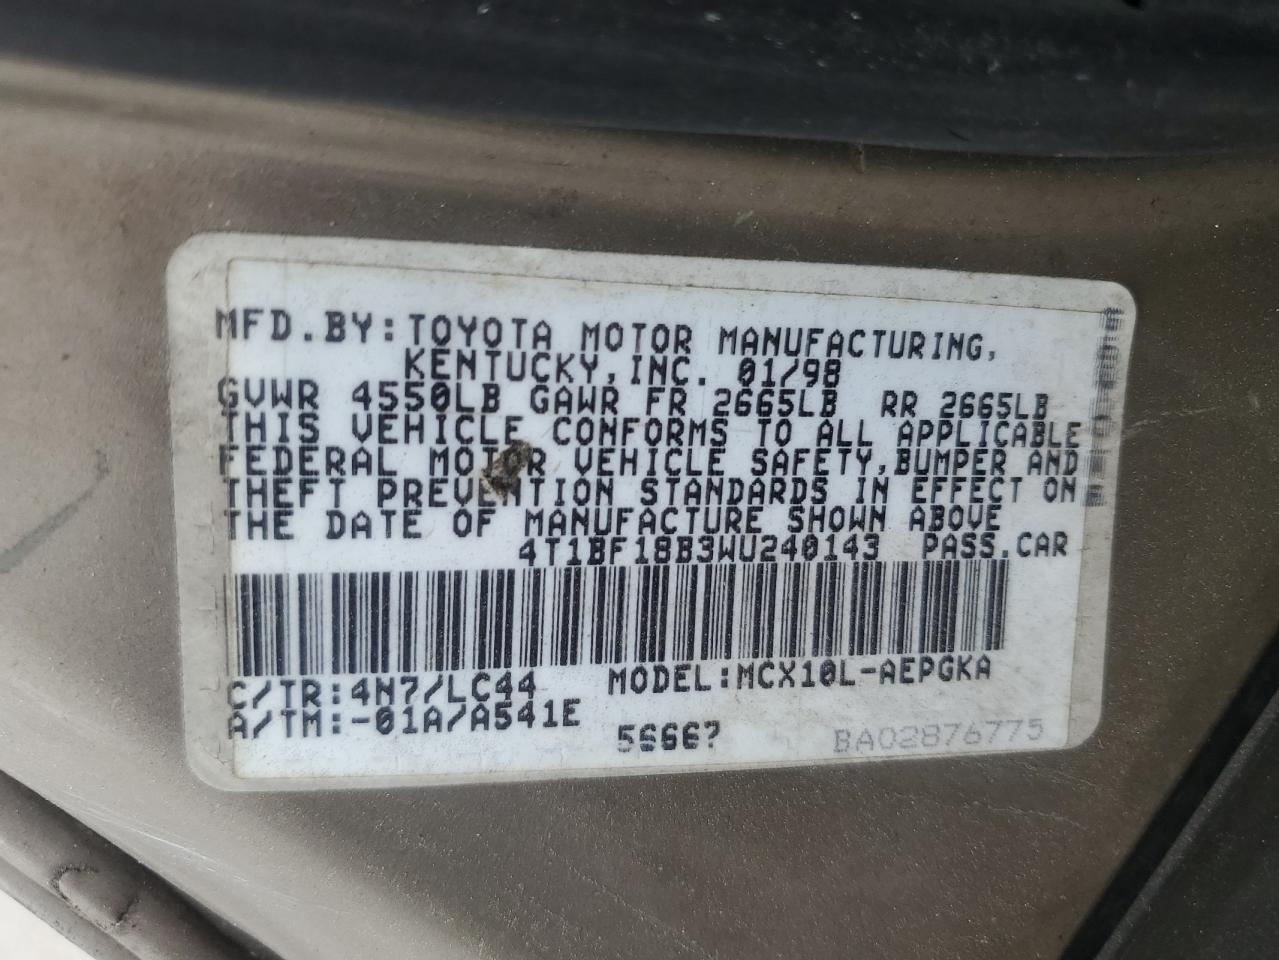 MFD.BY:TOYOTA MOTOR MANUFACTURING,
KENTUCKY,INC. 01/98
GVWR 4550LB GAWR FR 2665LB RR 2665LB
THIS VEHICLE CONFORMS TO ALL APPLICABLE
FEDERAL MOTOR VEHICLE SAFETY,BUMPER AND
THEFT PREVENTION STANDARDS IN EFFECT ON
THE DATE OF MANUFACTURE SHOWN ABOVE
4T1BF18B3WU240143 PASS.CAR
C/TR:4N7/LC44 MODEL:MCX10L-AEPGKA
A/TM:-01A/A541E
56667 BA02876775